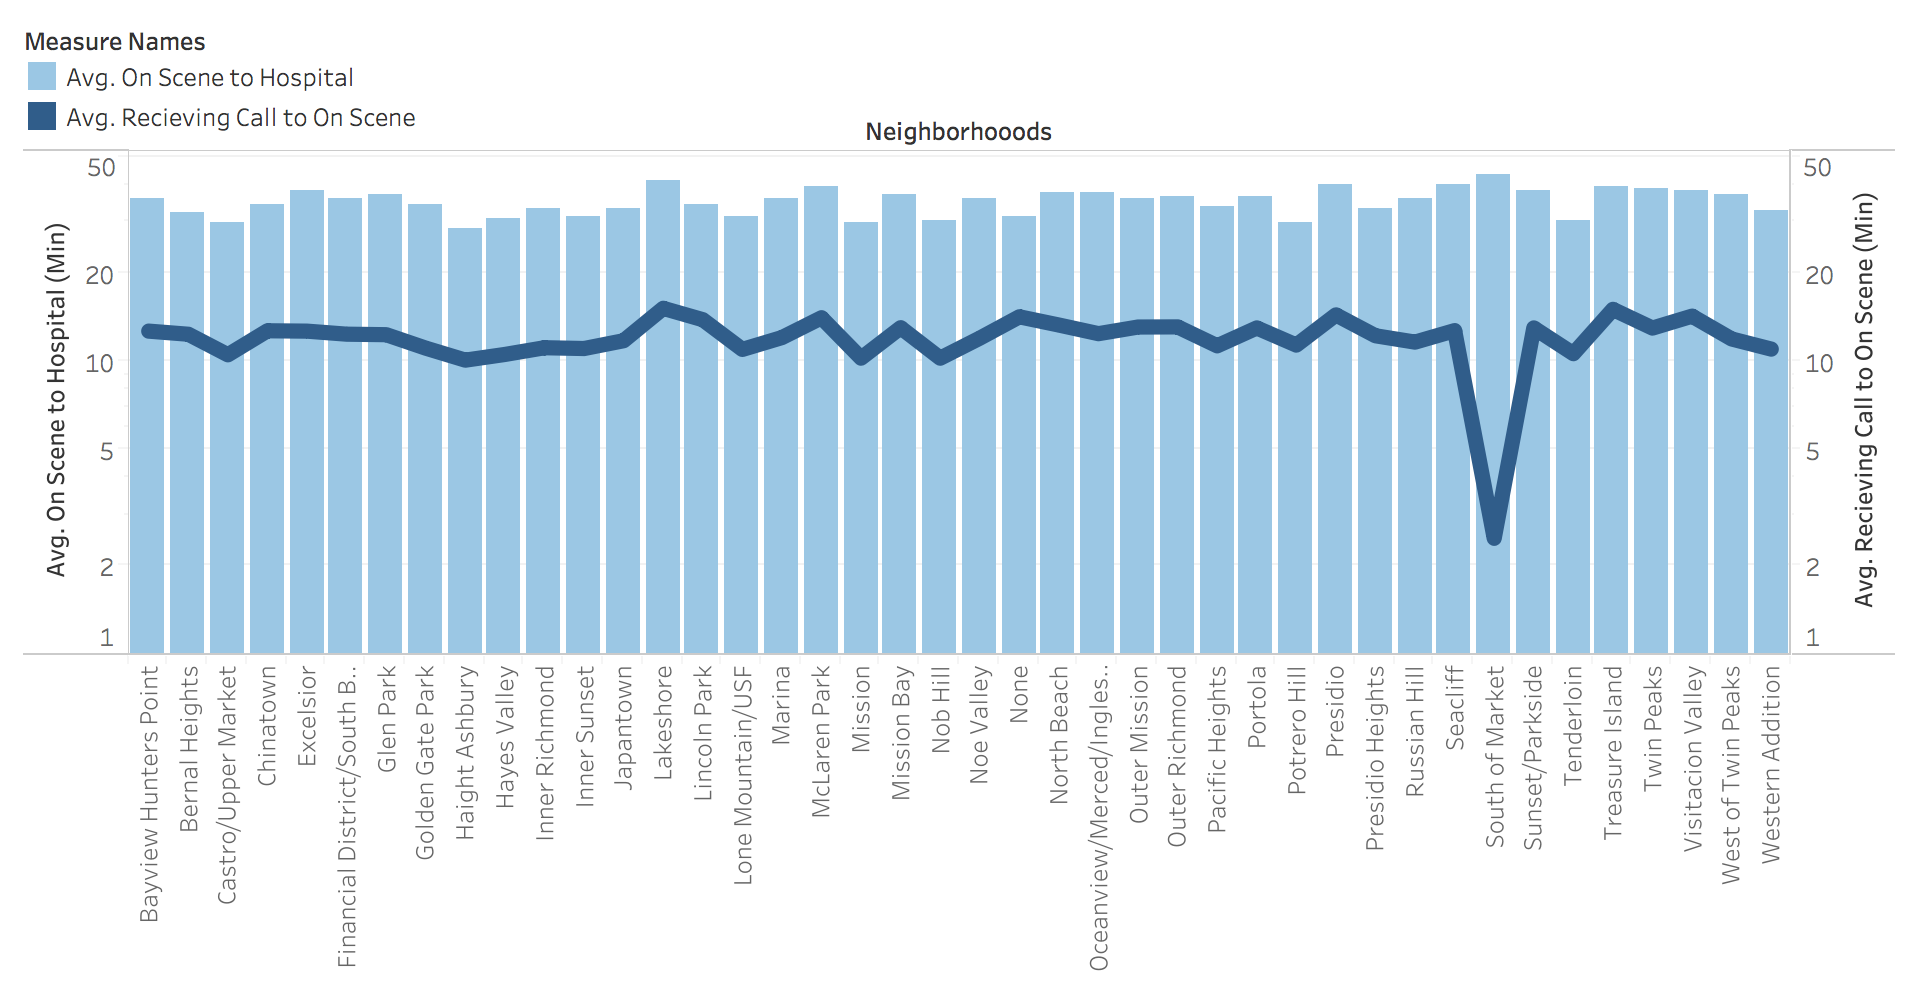 Measure Names
Avg. On Scene to Hospital
Avg. Recieving Call to On Scene
Neighborhooods
Avg. On Scene to Hospital (Min)
50
20
10
5
2
1
50
20
10
5
2
1
Avg. Recieving Call to On Scene (Min)
Bayview Hunters Point
Bernal Heights
Castro/Upper Market
Chinatown
Excelsior
Financial District/South B..
Glen Park
Golden Gate Park
Haight Ashbury
Hayes Valley
Inner Richmond
Inner Sunset
Japantown
Lakeshore
Lincoln Park
Lone Mountain/USF
Marina
McLaren Park
Mission
Mission Bay
Nob Hill
Noe Valley
None
North Beach
Oceanview/Merced/Ingles..
Outer Mission
Outer Richmond
Pacific Heights
Portola
Potrero Hill
Presidio
Presidio Heights
Russian Hill
Seacliff
South of Market
Sunset/Parkside
Tenderloin
Treasure Island
Twin Peaks
Visitacion Valley
West of Twin Peaks
Western Addition